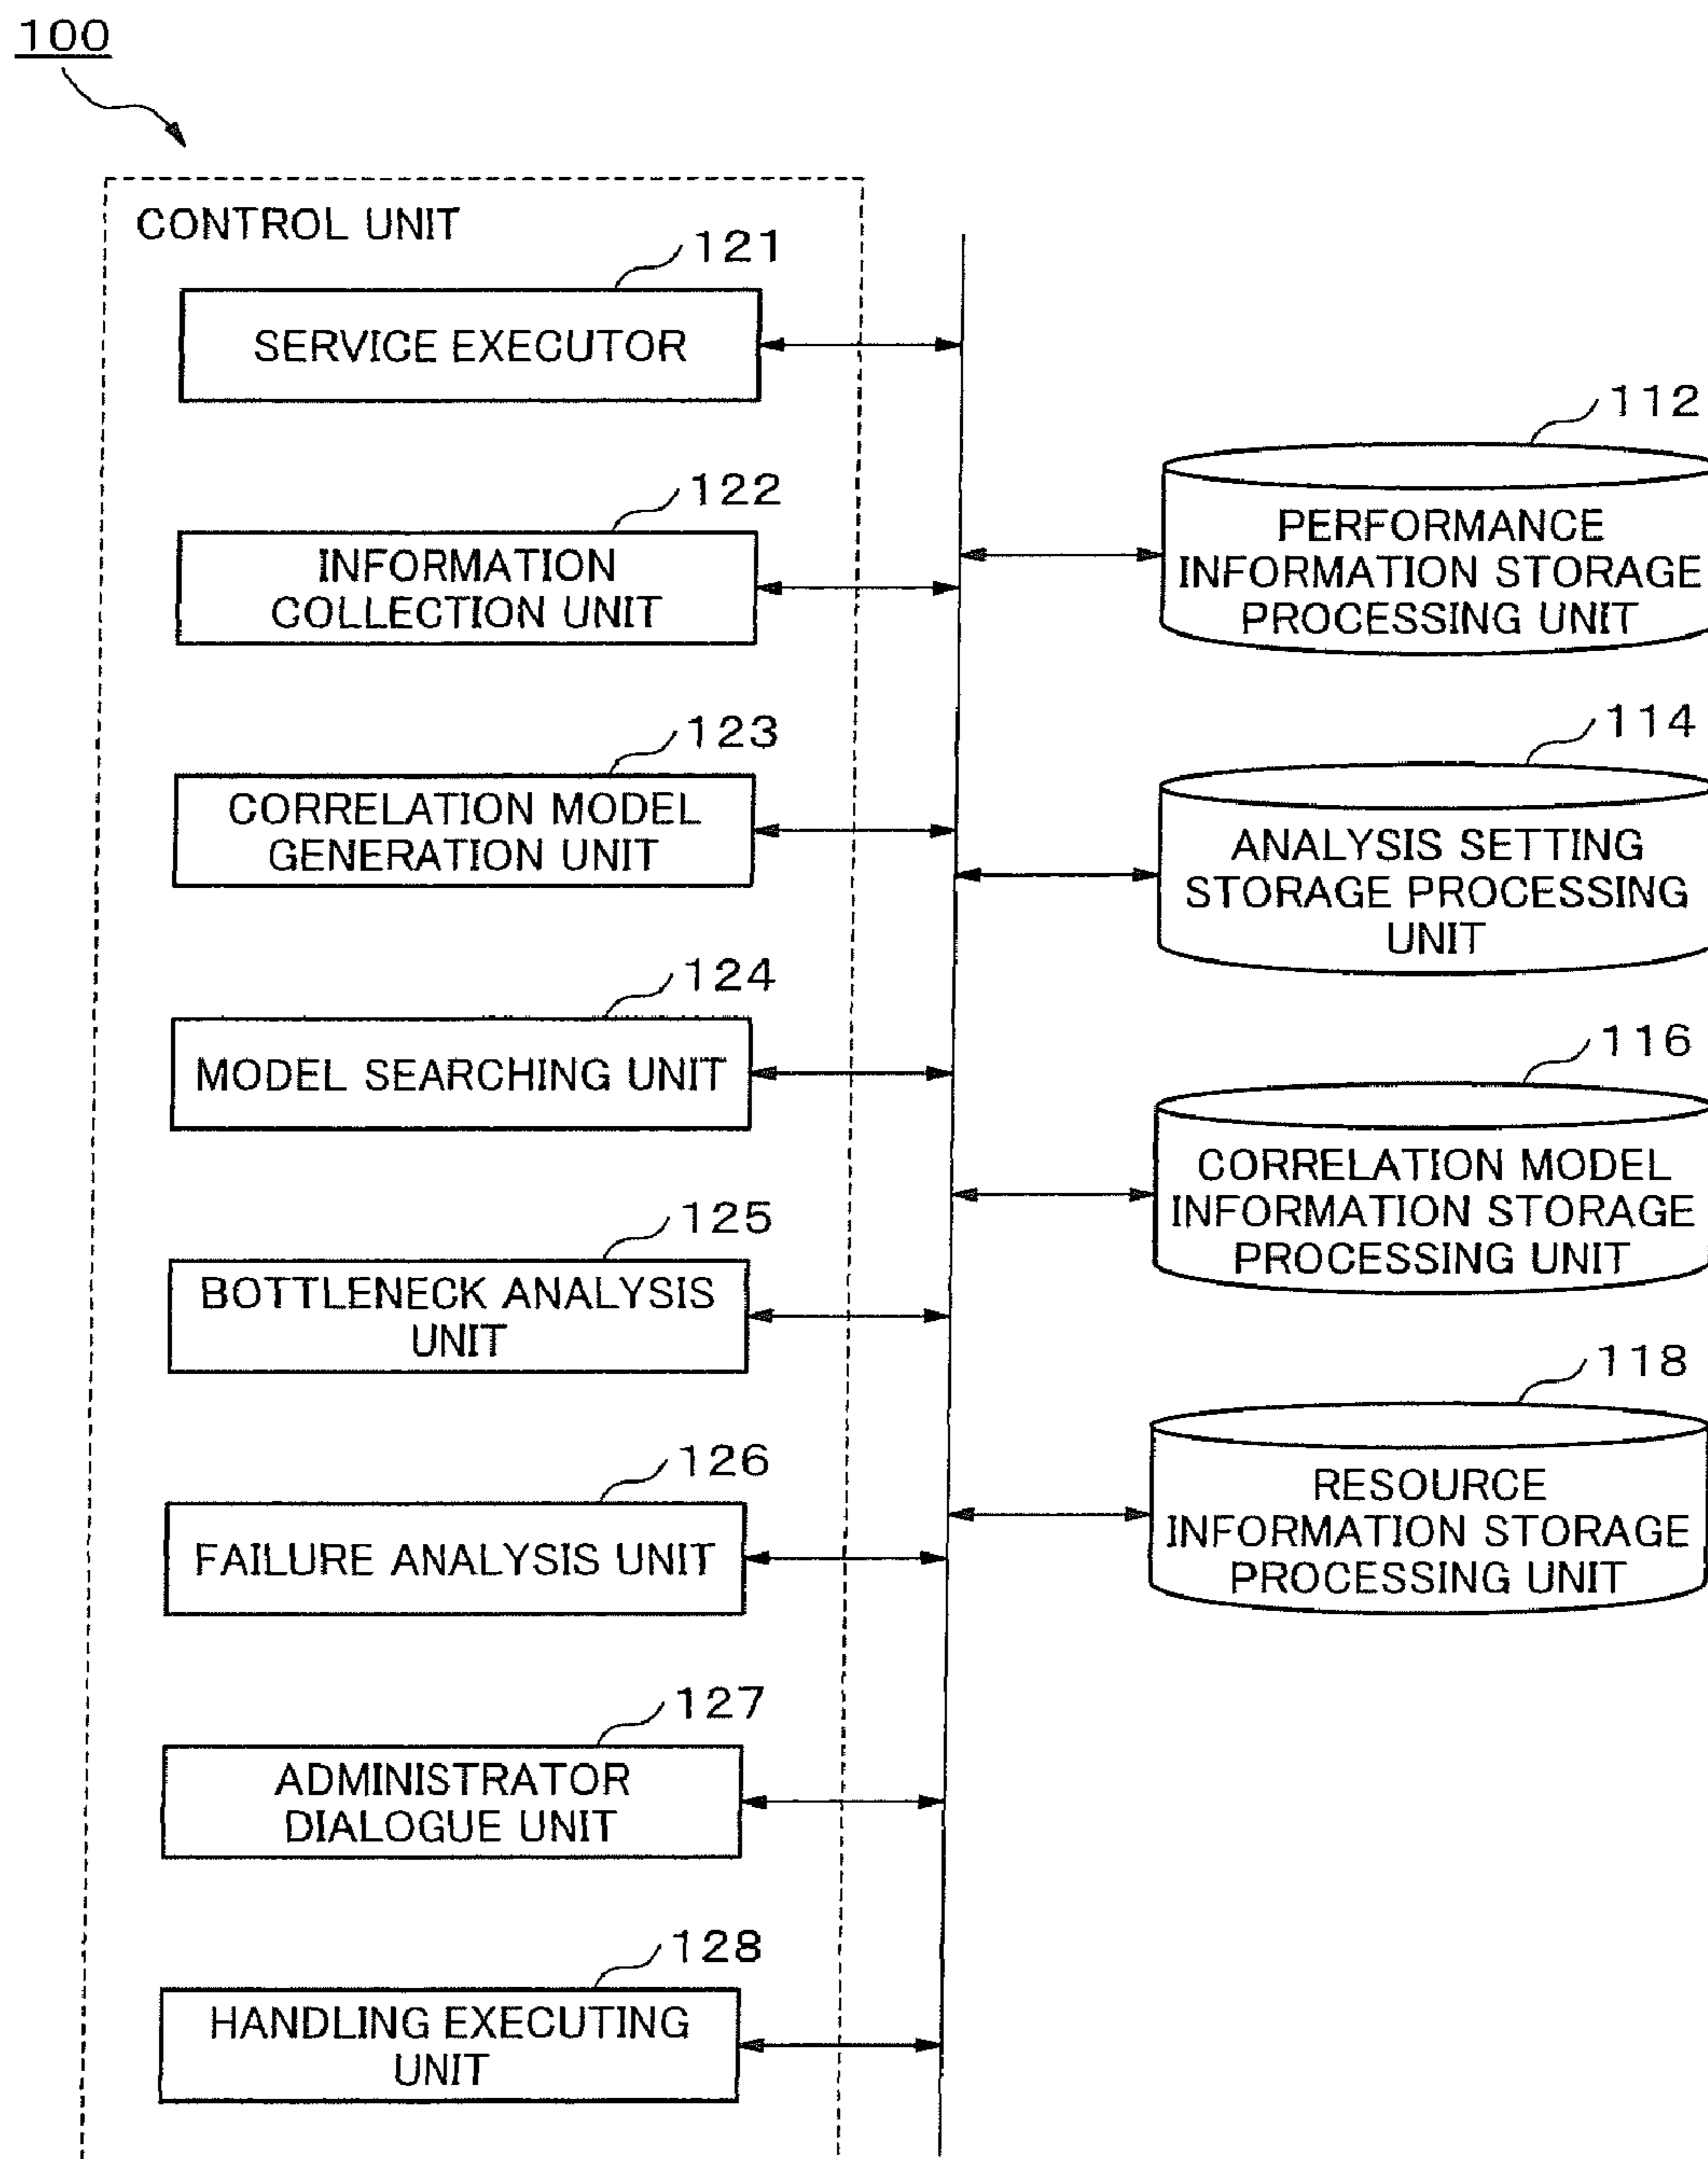 100
CONTROL UNIT
121
SERVICE EXECUTOR
122
INFORMATION
COLLECTION UNIT
123
CORRELATION MODEL
GENERATION UNIT
124
MODEL SEARCHING UNIT
125
BOTTLENECK ANALYSIS
UNIT
126
FAILURE ANALYSIS UNIT
127
ADMINISTRATOR
DIALOGUE UNIT
128
HANDLING EXECUTING
UNIT
112
PERFORMANCE
INFORMATION STORAGE
PROCESSING UNIT
114
ANALYSIS SETTING
STORAGE PROCESSING
UNIT
116
CORRELATION MODEL
INFORMATION STORAGE
PROCESSING UNIT
118
RESOURCE
INFORMATION STORAGE
PROCESSING UNIT